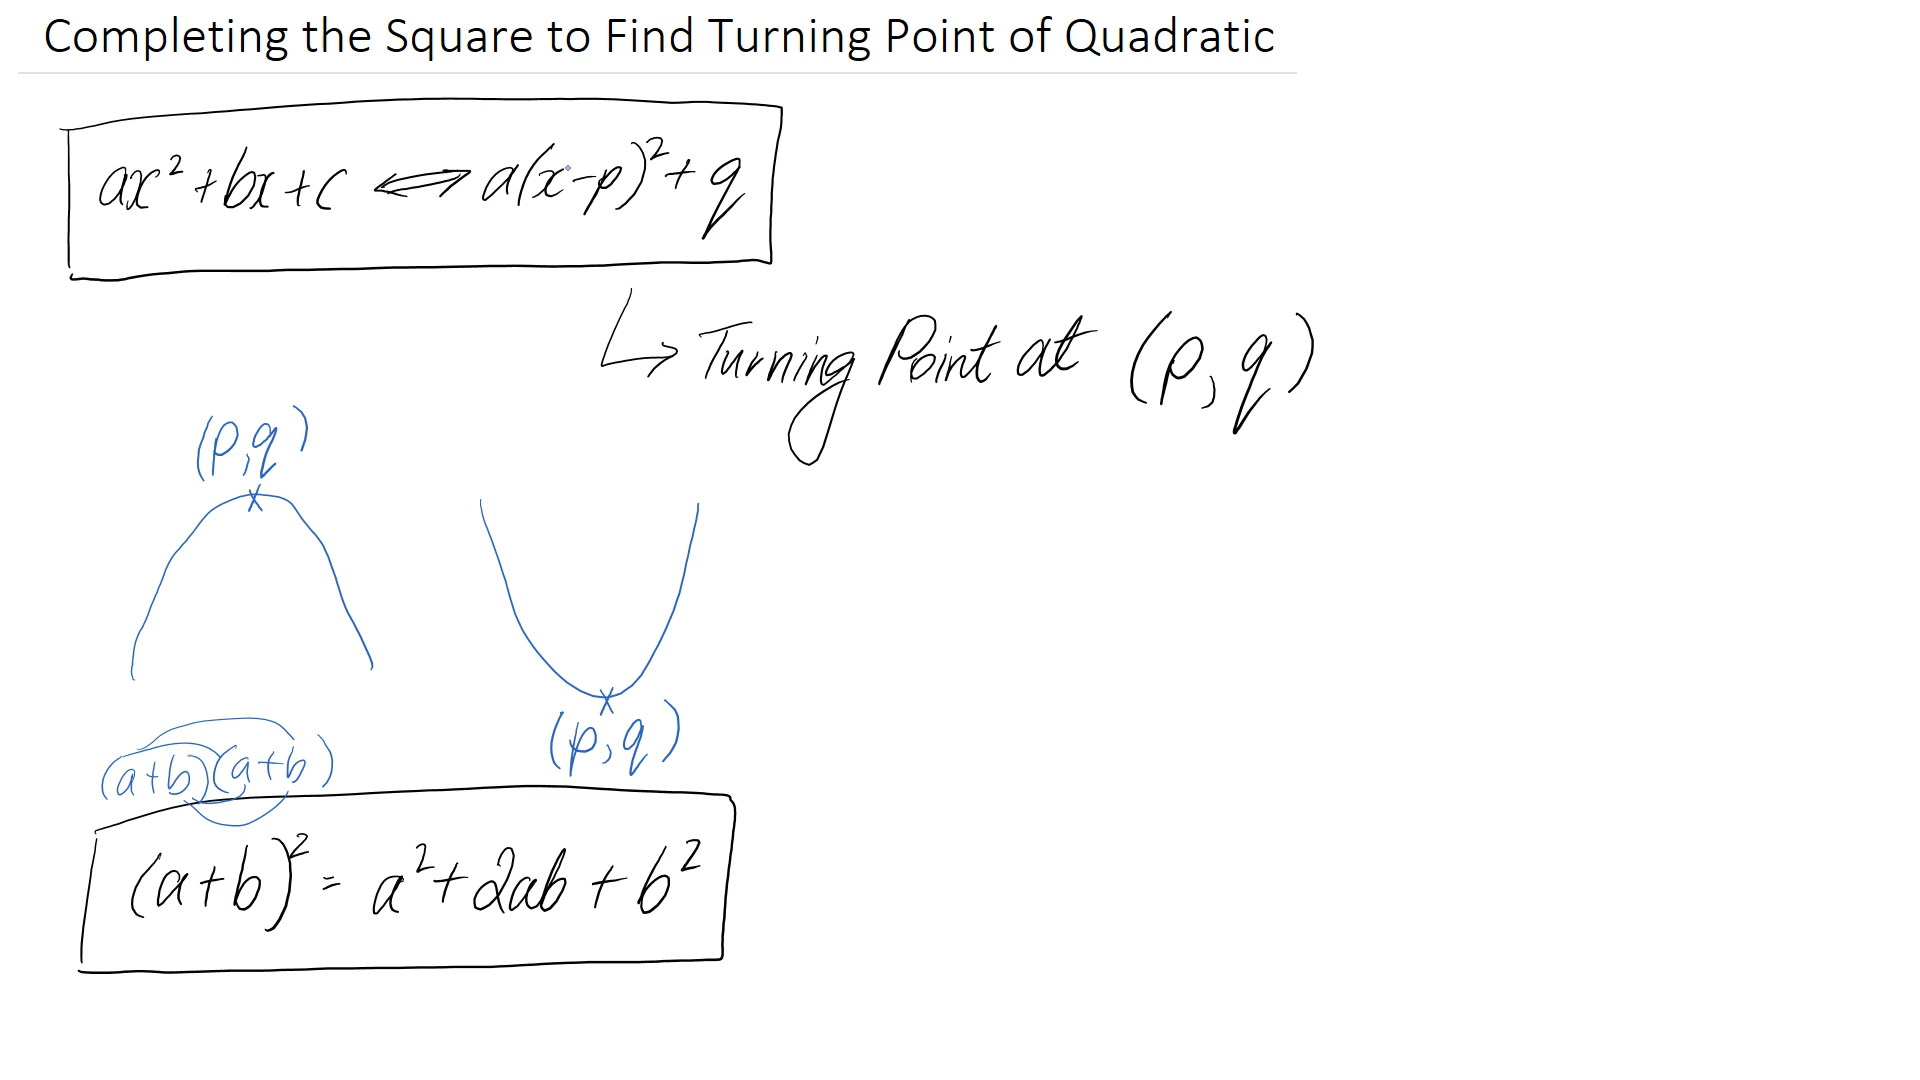 Completing the Square to Find Turning Point of Quadratic
ax² + bx + c ⟺ a(x-p)² + q
↳ Turning Point at (p, q)
(p, q)
(p, q)
(a+b)(a+b)
(a+b)² = a² + 2ab + b²